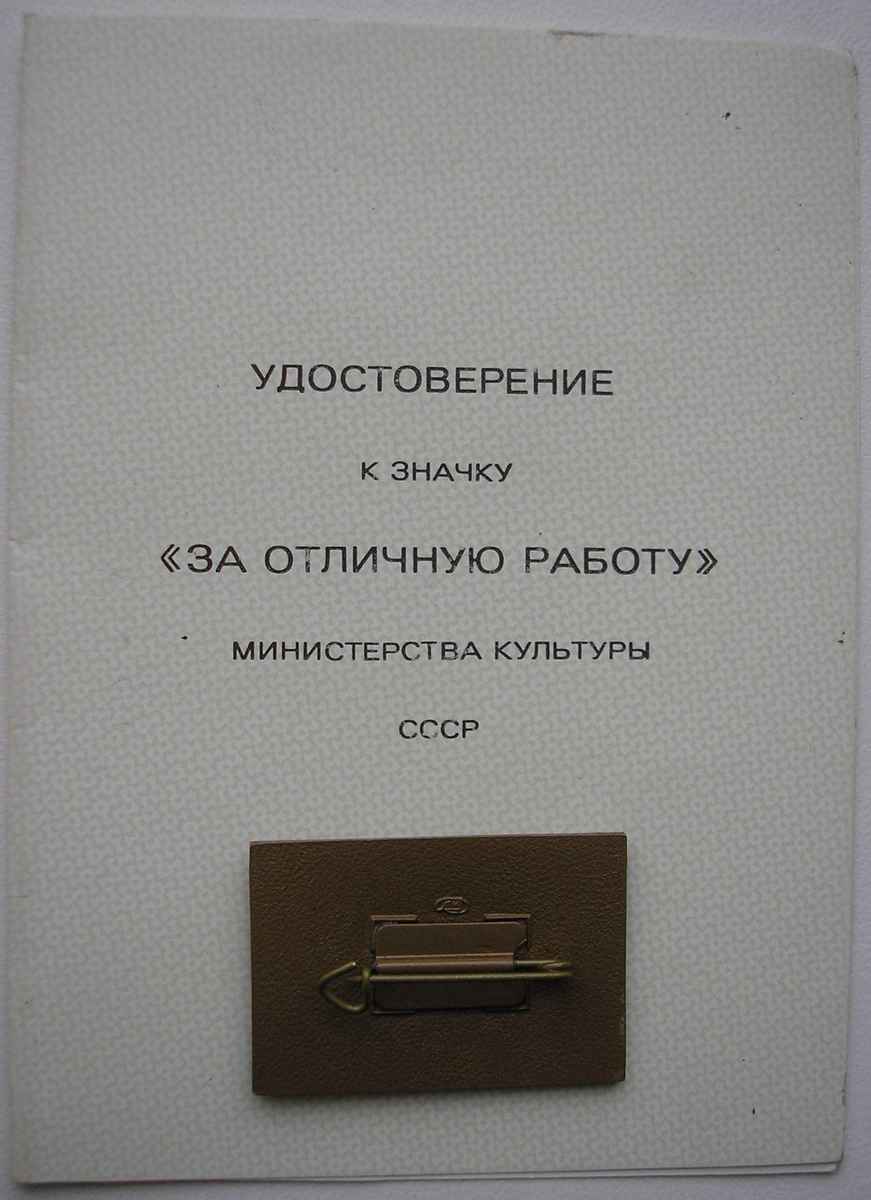 УДОСТОВЕРЕНИЕ
К ЗНАЧКУ
«ЗА ОТЛИЧНУЮ РАБОТУ»
МИНИСТЕРСТВА КУЛЬТУРЫ
СССР